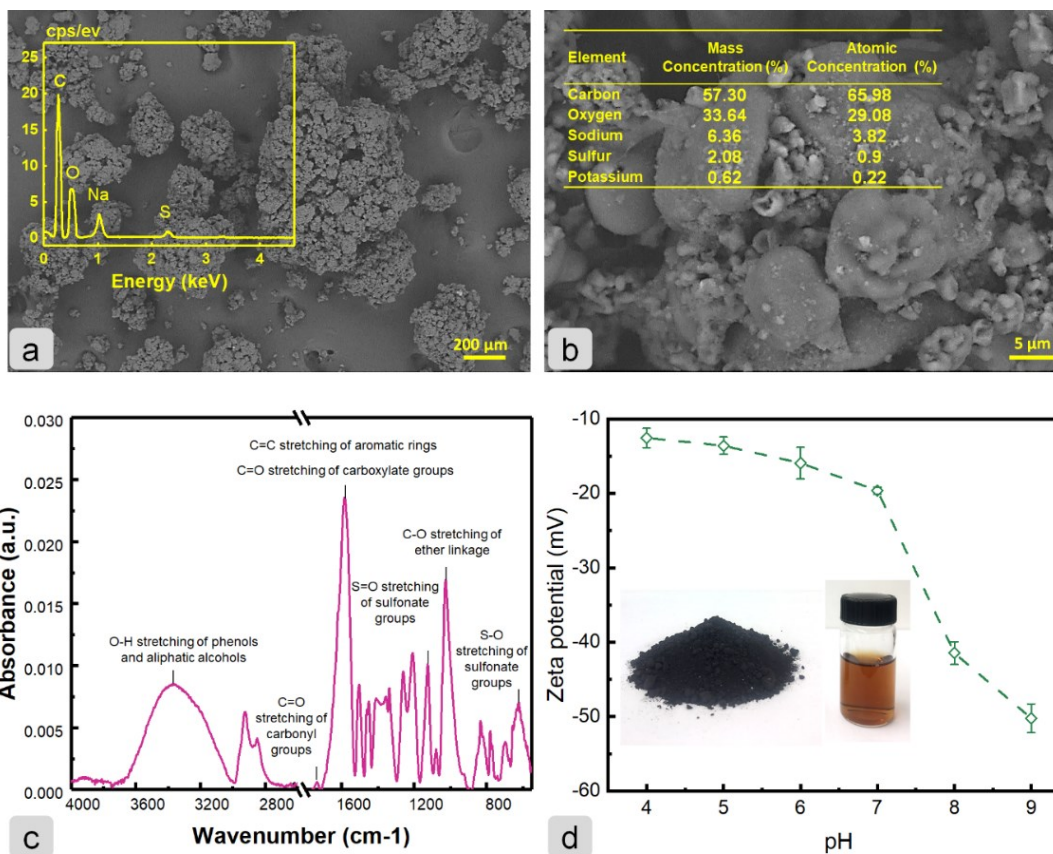 cps/ev
25
20
15
10
5
0
C
O
Na
S
0 1 2 3 4
Energy (keV)
a
200 µm
Element Mass Concentration (%) Atomic Concentration (%)
Carbon 57.30 65.98
Oxygen 33.64 29.08
Sodium 6.36 3.82
Sulfur 2.08 0.9
Potassium 0.62 0.22
b
5 µm
Absorbance (a.u.)
0.030
0.025
0.020
0.015
0.010
0.005
0.000
C=C stretching of aromatic rings
C=O stretching of carboxylate groups
C-O stretching of
ether linkage
S=O stretching
of sulfonate
groups
O-H stretching of phenols
and aliphatic alcohols
C=O
stretching of
carbonyl
groups
S-O
stretching of
sulfonate
groups
4000 3600 3200 2800 1600 1200 800
Wavenumber (cm-1)
c
Zeta potential (mV)
-10
-20
-30
-40
-50
-60
4 5 6 7 8 9
pH
d